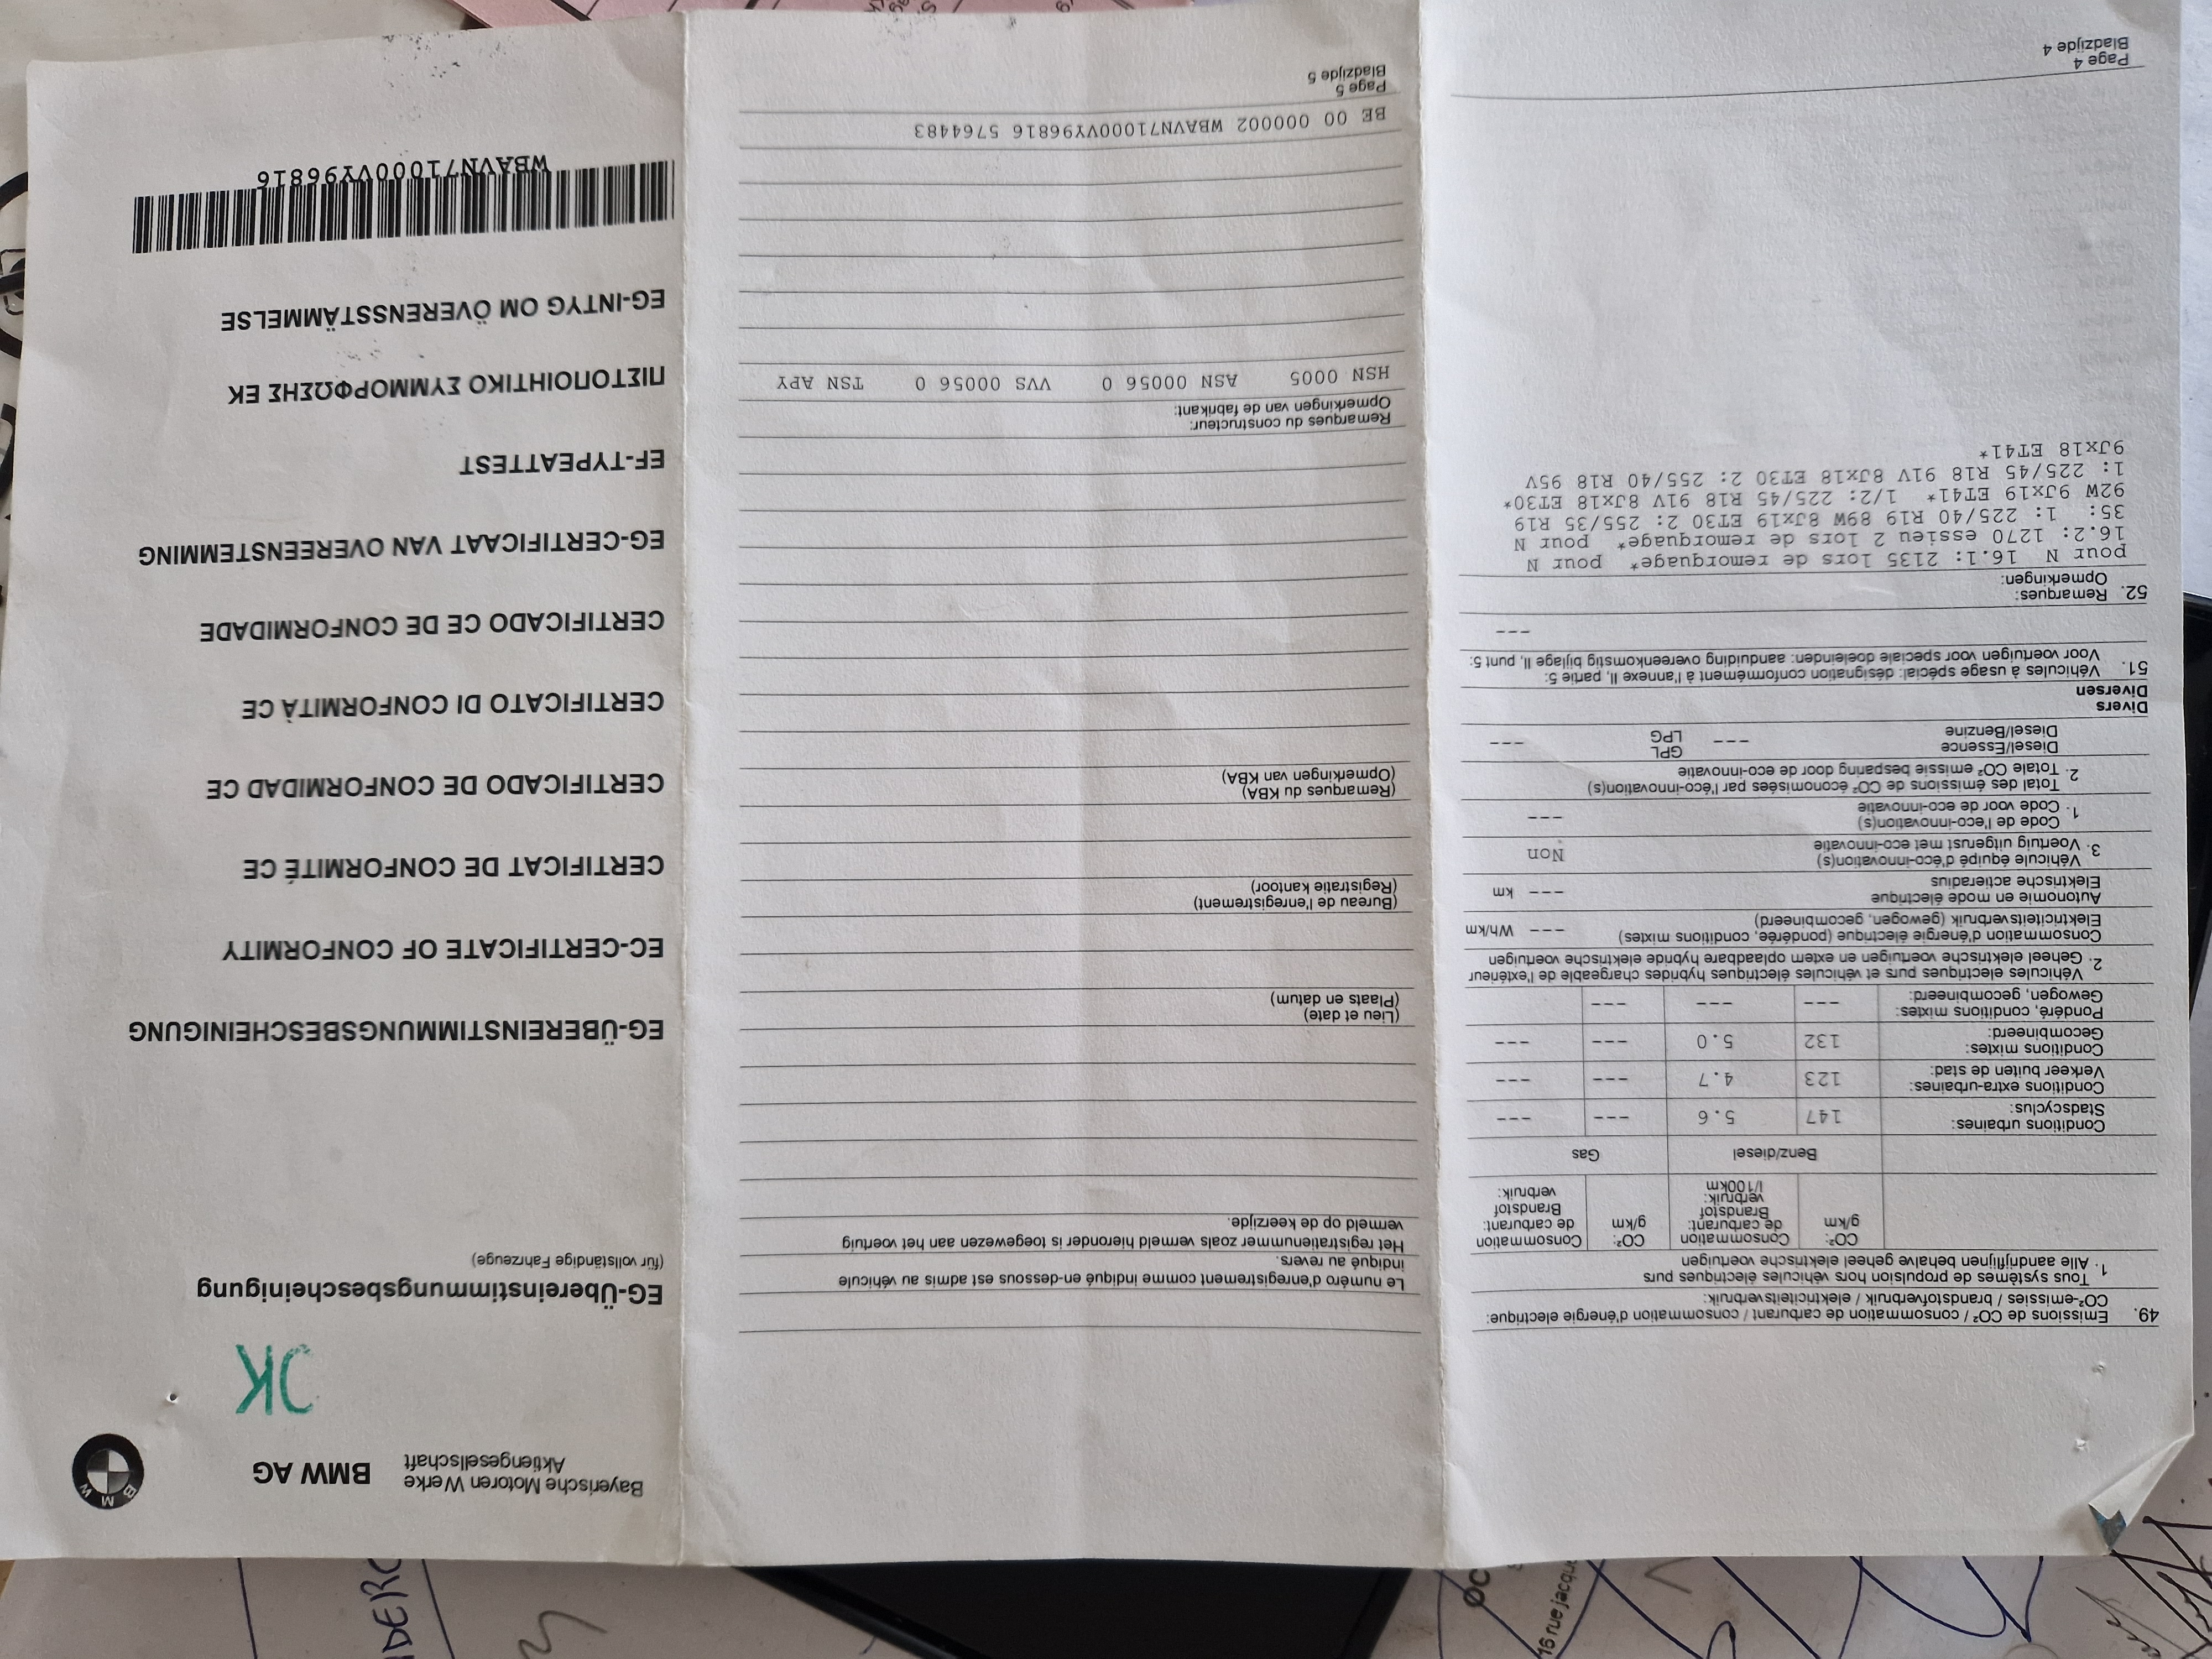 49. Emissions de CO² / consommation de carburant / consommation d'énergie électrique:
CO²-emissies / brandstofverbuik / elektriciteitsverbruik:
1. Tous systèmes de propulsion hors véhicules électriques purs
Alle aandrijflijnen behalve geheel elektrische voertuigen
CO²:
g/km
Consommation
de carburant:
Brandstof
verbruik:
l/100km
CO²:
g/km
Consommation
de carburant:
Brandstof
verbruik:
Benz/diesel
Gas
Conditions urbaines:
Stadscyclus:
147 5.6 --- ---
Conditions extra-urbaines:
Verkeer buiten de stad:
123 4.7 --- ---
Conditions mixtes:
Gecombineerd:
132 5.0 --- ---
Pondéré, conditions mixtes:
Gewogen, gecombineerd:
--- --- ---
2. Véhicules electriques purs et véhicules électriques hybrides chargeable de l'extérieur
Geheel elektrische voertuigen en extern oplaadbare hybride elektrische voertuigen
Consommation d'énergie électrique (pondérée, conditions mixtes)
Elektriciteitsverbruik (gewogen, gecombineerd)
--- Wh/km
Autonomie en mode électrique
Elektrische actieradius
--- km
3. Véhicule équipé d'éco-innovation(s)
Voertuig uitgerust met eco-innovatie
Non
1. Code de l'eco-innovation(s)
Code voor de eco-innovatie
---
2. Total des émissions de CO² économisées par l'éco-innovation(s)
Totale CO² emissie besparing door de eco-innovatie
Diesel/Essence
Diesel/Benzine
---
GPL
LPG
---
Divers
Diversen
51. Véhicules à usage spécial: désignation conformément à l'annexe II, partie 5:
Voor voertuigen voor speciale doeleinden: aanduiding overeenkomstig bijlage II, punt 5:
---
52. Remarques:
Opmerkingen:
pour N 16.1: 2135 lors de remorquage* pour N
16.2: 1270 essieu 2 lors de remorquage* pour N
35: 1: 225/40 R19 89W 8Jx19 ET30 2: 255/35 R19
92W 9Jx19 ET41* 1/2: 225/45 R18 91V 8Jx18 ET30*
1: 225/45 R18 91V 8Jx18 ET30 2: 255/40 R18 95V
9Jx18 ET41*
Page 4
Bladzijde 4
Le numéro d'enregistrement comme indiqué en-dessous est admis au véhicule
indiqué au revers.
Het registratienummer zoals vermeld hieronder is toegewezen aan het voertuig
vermeld op de keerzijde.
(Lieu et date)
(Plaats en datum)
(Bureau de l'enregistrement)
(Registratie kantoor)
(Remarques du KBA)
(Opmerkingen van KBA)
Remarques du constructeur:
Opmerkingen van de fabrikant:
HSN 0005 ASN 00056 0 VVS 00056 0 TSN APY
BE 00 000002 WBAVN71000VY96816 5764483
Page 5
Bladzijde 5
Bayerische Motoren Werke
Aktiengesellschaft
BMW AG
BMW
JK
EG-Übereinstimmungsbescheinigung
(für vollständige Fahrzeuge)
EG-ÜBEREINSTIMMUNGSBESCHEINIGUNG
EC-CERTIFICATE OF CONFORMITY
CERTIFICAT DE CONFORMITÉ CE
CERTIFICADO DE CONFORMIDAD CE
CERTIFICATO DI CONFORMITÀ CE
CERTIFICADO CE DE CONFORMIDADE
EG-CERTIFICAAT VAN OVEREENSTEMMING
EF-TYPEATTEST
ΠΙΣΤΟΠΟΙΗΤΙΚΟ ΣΥΜΜΟΡΦΩΣΗΣ ΕΚ
EG-INTYG OM ÖVERENSSTÄMMELSE
WBAVN71000VY96816
16 rue jacque